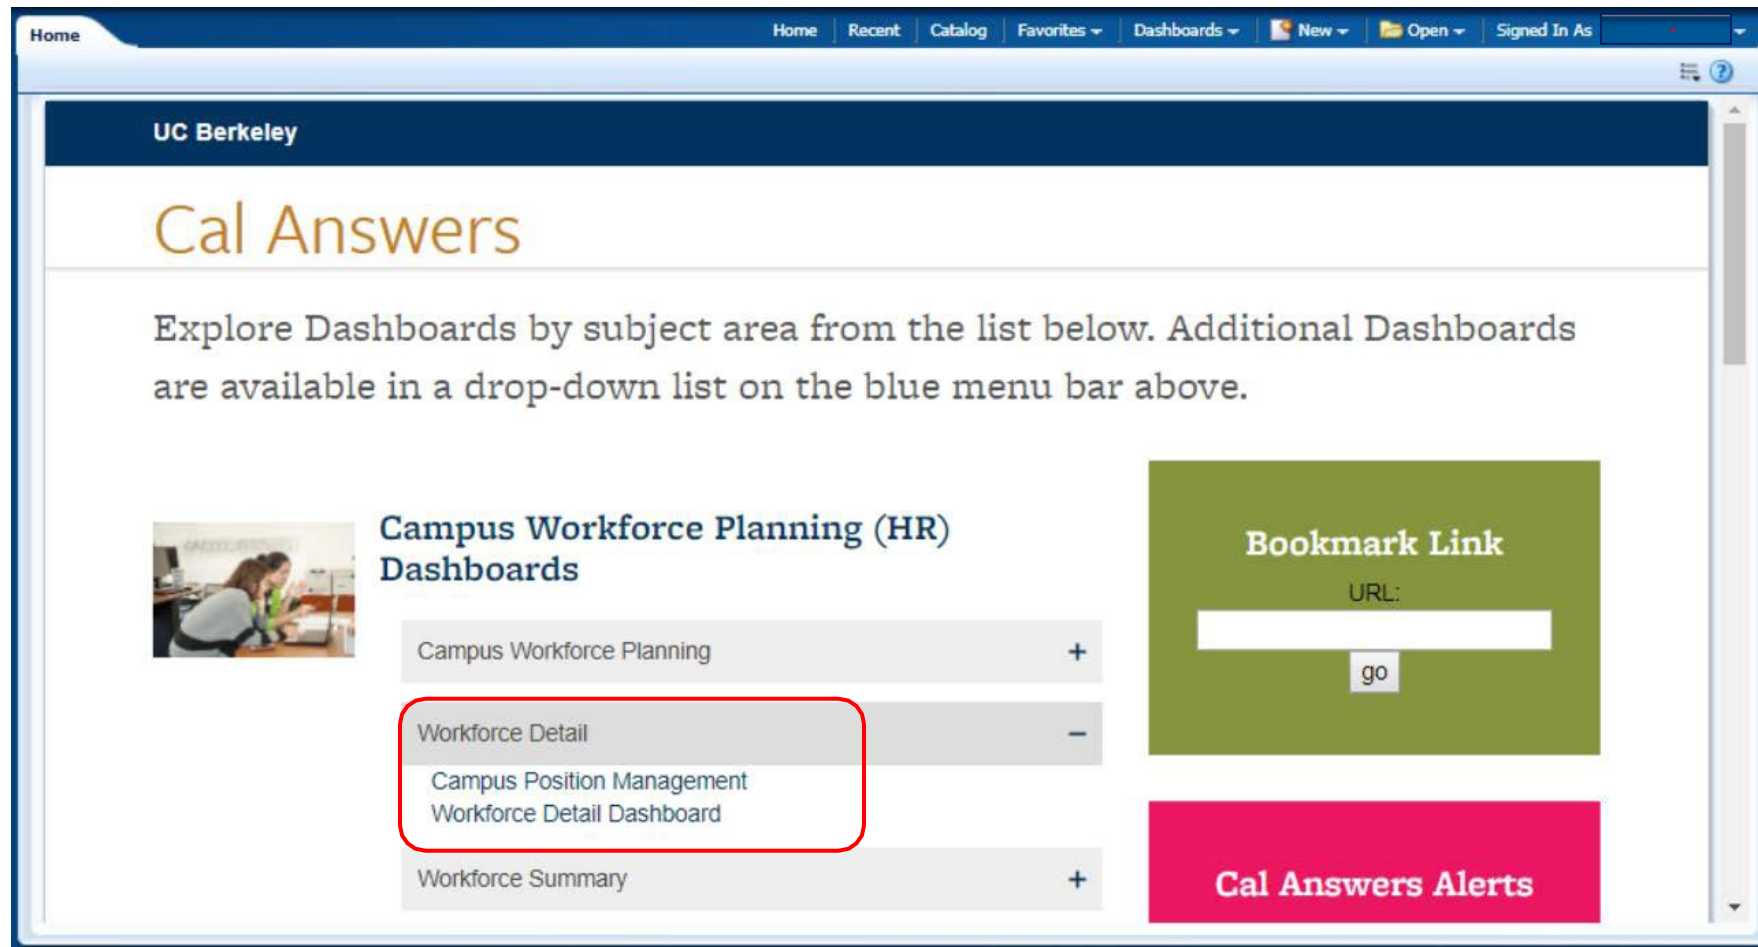 Home
Home Recent Catalog Favorites Dashboards New Open Signed In As
UC Berkeley
Cal Answers
Explore Dashboards by subject area from the list below. Additional Dashboards
are available in a drop-down list on the blue menu bar above.
Campus Workforce Planning (HR)
Dashboards
Campus Workforce Planning +
Workforce Detail −
Campus Position Management
Workforce Detail Dashboard
Workforce Summary +
Bookmark Link
URL:
go
Cal Answers Alerts